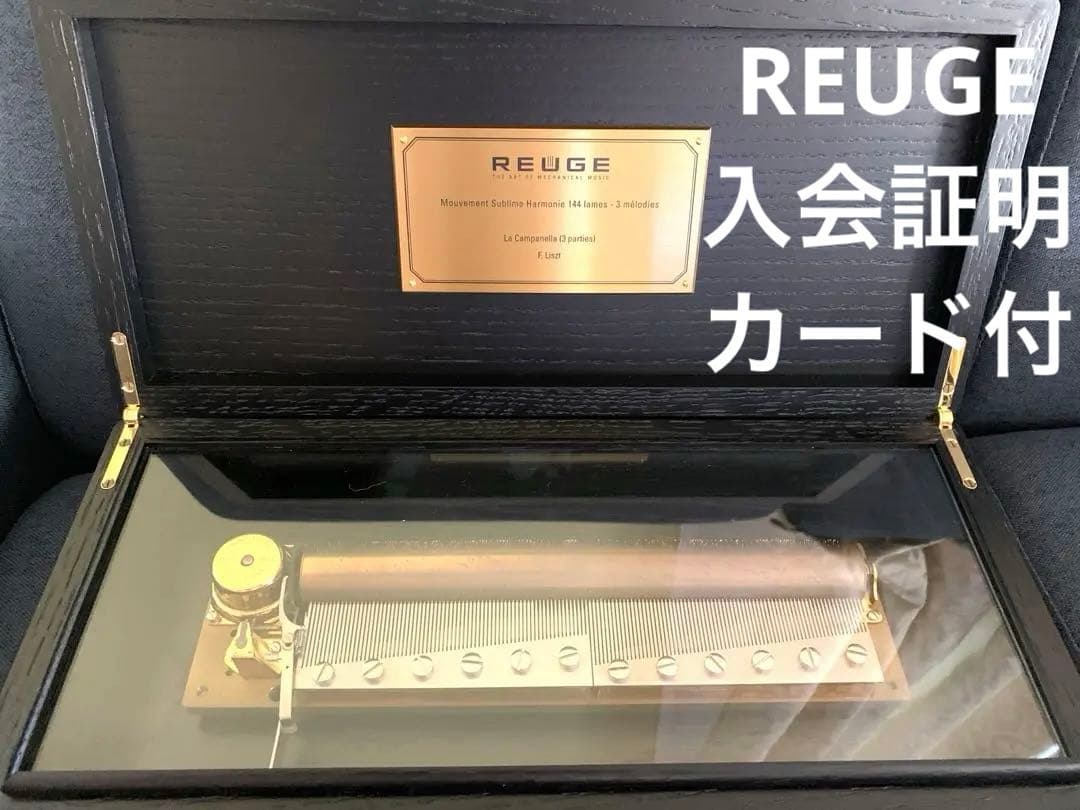 REUGE
入会証明
カード付
REUGE
THE ART OF MECHANICAL MUSIC
Mouvement Sublime Harmonie 144 lames - 3 mélodies
La Campanella (3 parties)
F. Liszt